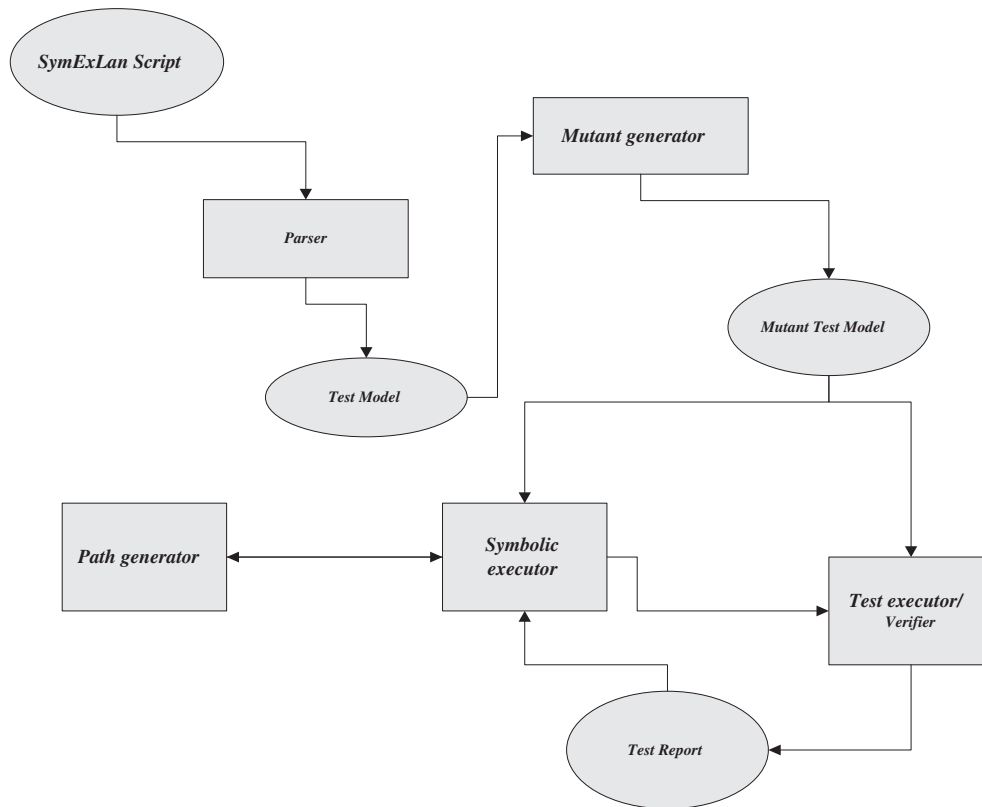 SymExLan Script
Mutant generator
Parser
Mutant Test Model
Test Model
Path generator
Symbolic
executor
Test executor/
Verifier
Test Report